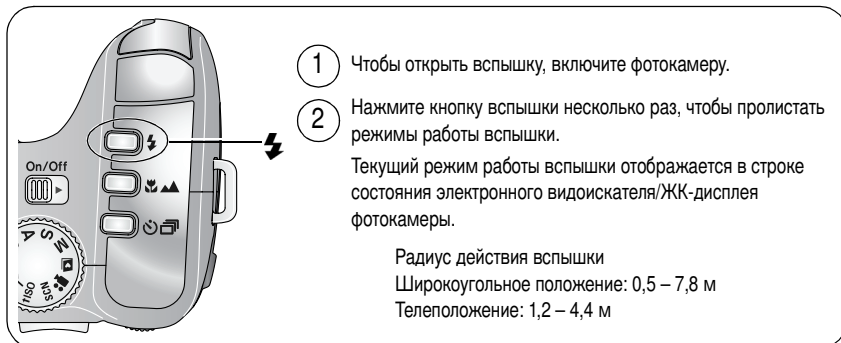 1 Чтобы открыть вспышку, включите фотокамеру.
2 Нажмите кнопку вспышки несколько раз, чтобы пролистать
режимы работы вспышки.
Текущий режим работы вспышки отображается в строке
состояния электронного видоискателя/ЖК-дисплея
фотокамеры.
Радиус действия вспышки
Широкоугольное положение: 0,5 – 7,8 м
Телеположение: 1,2 – 4,4 м
On/Off
A
S
M
SCN